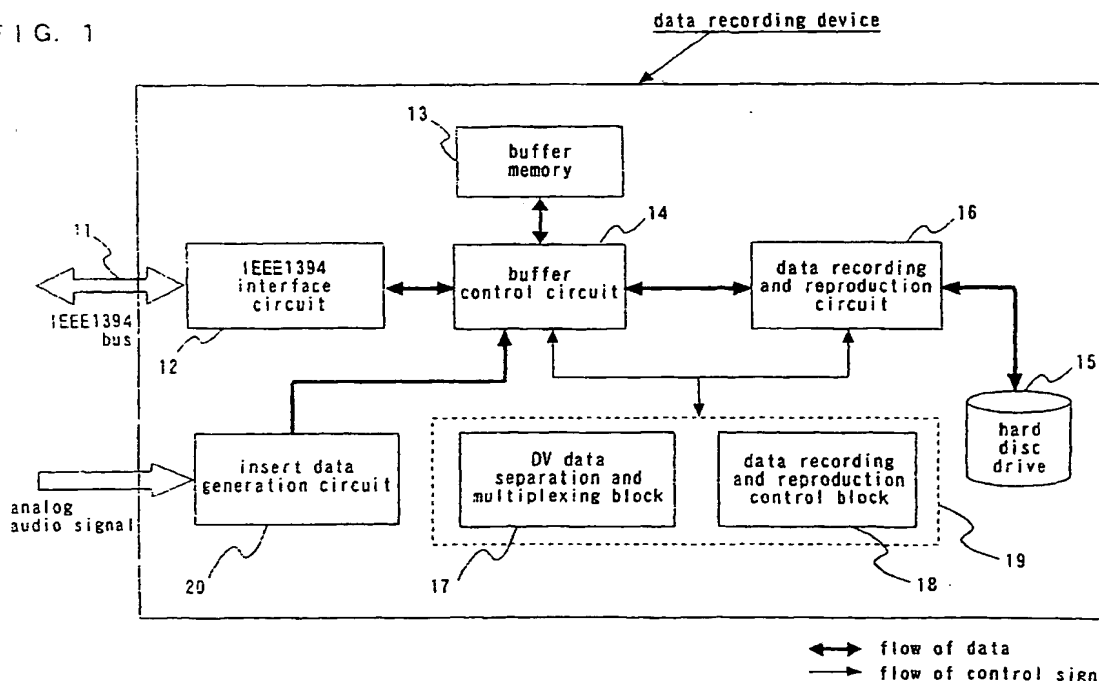 FIG. 1
data recording device
13
buffer
memory
11
14
16
IEEE1394
interface
circuit
buffer
control circuit
data recording
and reproduction
circuit
IEEE1394
bus
12
15
hard
disc
drive
insert data
generation circuit
DV data
separation and
multiplexing block
data recording
and reproduction
control block
analog
audio signal
20
17
18
19
flow of data
flow of control sign